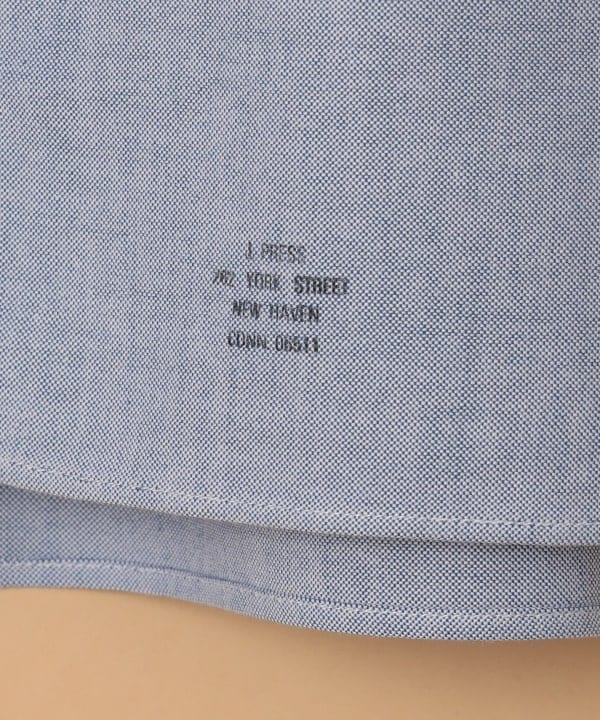 J. PRESS
262 YORK STREET
NEW HAVEN
CONN. 06511